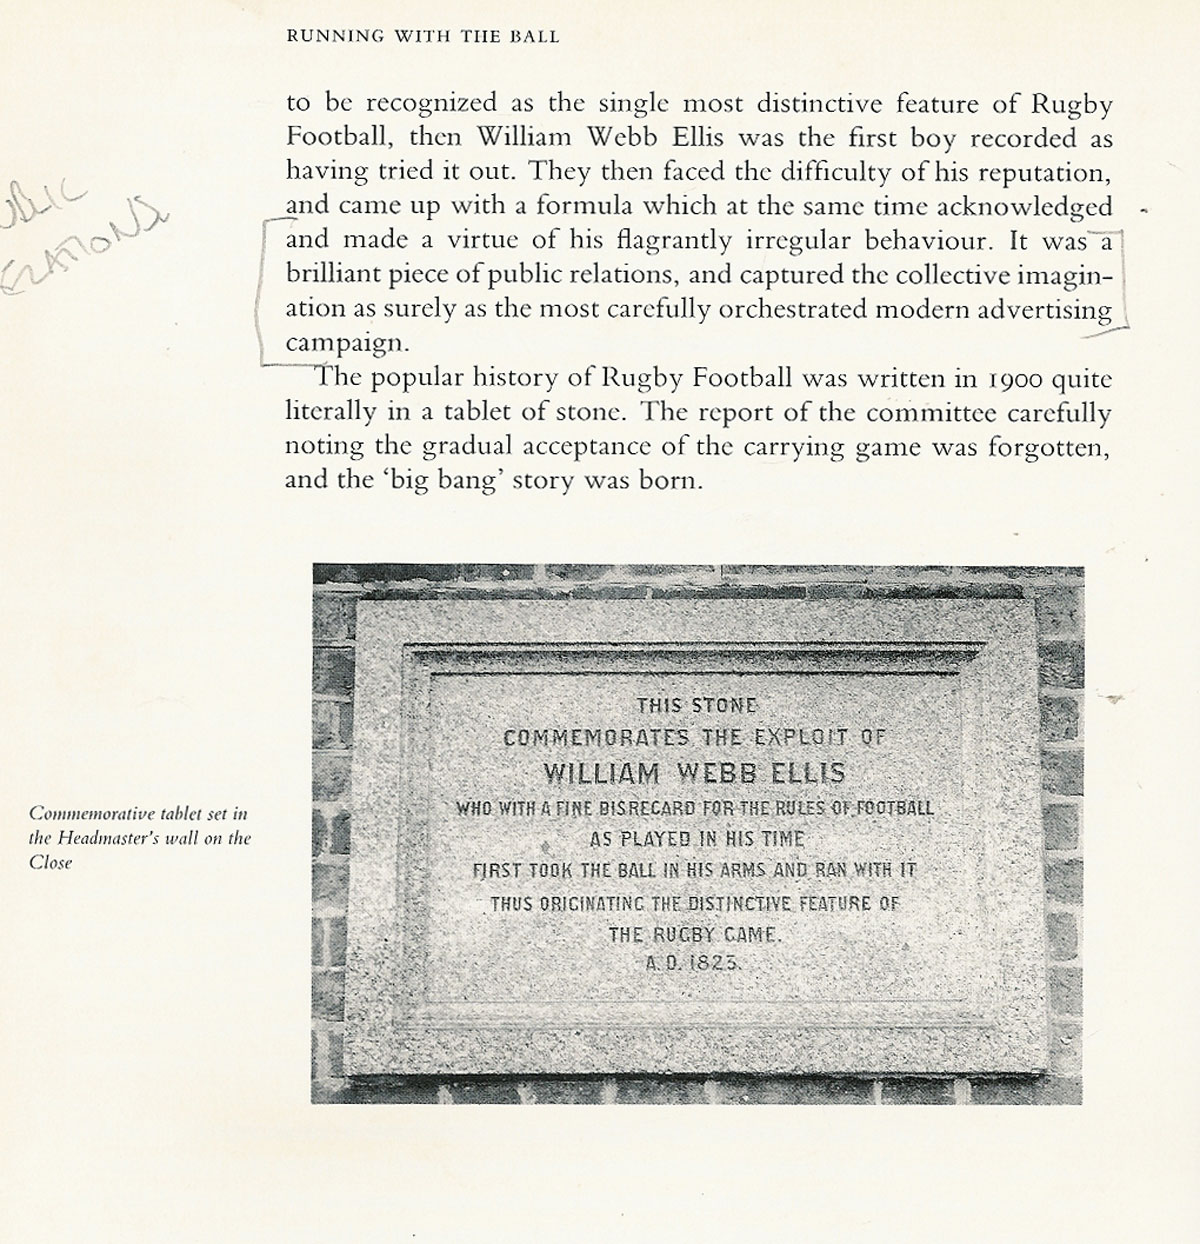 RUNNING WITH THE BALL
to be recognized as the single most distinctive feature of Rugby
Football, then William Webb Ellis was the first boy recorded as
having tried it out. They then faced the difficulty of his reputation,
and came up with a formula which at the same time acknowledged
and made a virtue of his flagrantly irregular behaviour. It was a
brilliant piece of public relations, and captured the collective imagin-
ation as surely as the most carefully orchestrated modern advertising
campaign.
The popular history of Rugby Football was written in 1900 quite
literally in a tablet of stone. The report of the committee carefully
noting the gradual acceptance of the carrying game was forgotten,
and the ‘big bang’ story was born.
THIS STONE
COMMEMORATES THE EXPLOIT OF
WILLIAM WEBB ELLIS
WHO WITH A FINE DISREGARD FOR THE RULES OF FOOTBALL
AS PLAYED IN HIS TIME
FIRST TOOK THE BALL IN HIS ARMS AND RAN WITH IT
THUS ORIGINATING THE DISTINCTIVE FEATURE OF
THE RUGBY GAME.
A.D. 1823.
Commemorative tablet set in
the Headmaster's wall on the
Close